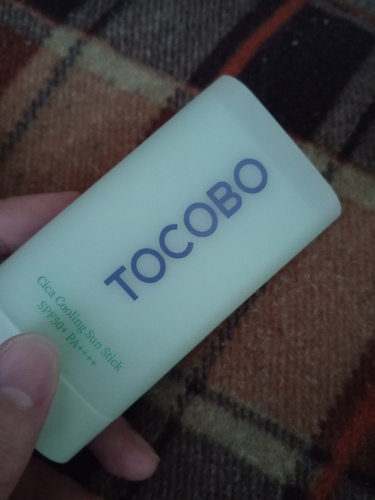 TOCOBO
Cica Cooling Sun Stick
SPF50+ PA++++